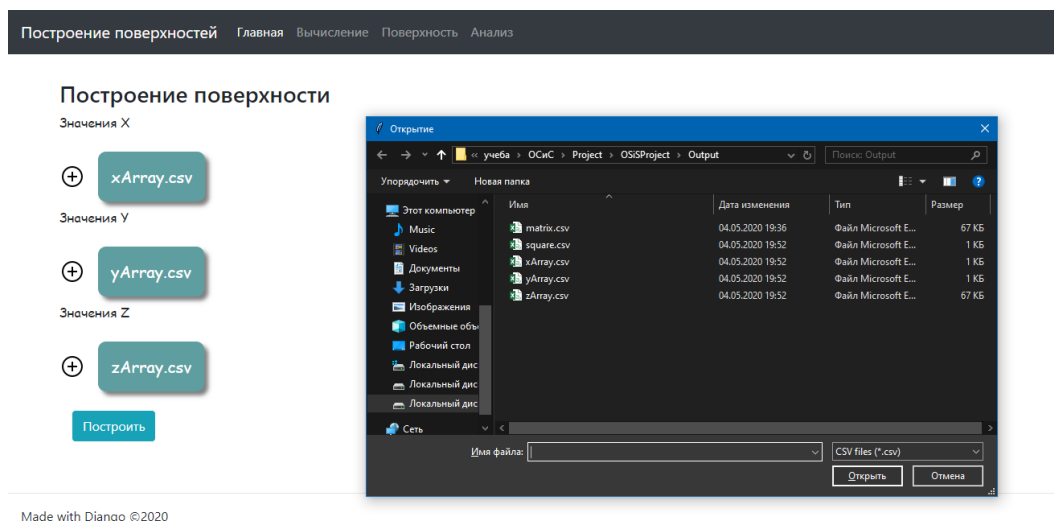 Построение поверхностей Главная Вычисление Поверхность Анализ
Построение поверхности
Значения X
xArray.csv
Значения Y
yArray.csv
Значения Z
zArray.csv
Построить
Открытие
« учеба › ОСиС › Project › OSiSProject › Output
Поиск: Output
Упорядочить Новая папка
Этот компьютер
Music
Videos
Документы
Загрузки
Изображения
Объемные объ
Рабочий стол
Локальный дис
Локальный дис
Локальный дис
Сеть
Имя Дата изменения Тип Размер
matrix.csv 04.05.2020 19:36 Файл Microsoft E... 67 КБ
square.csv 04.05.2020 19:52 Файл Microsoft E... 1 КБ
xArray.csv 04.05.2020 19:52 Файл Microsoft E... 1 КБ
yArray.csv 04.05.2020 19:52 Файл Microsoft E... 1 КБ
zArray.csv 04.05.2020 19:52 Файл Microsoft E... 67 КБ
Имя файла: CSV files (*.csv)
Открыть Отмена
Made with Django ©2020